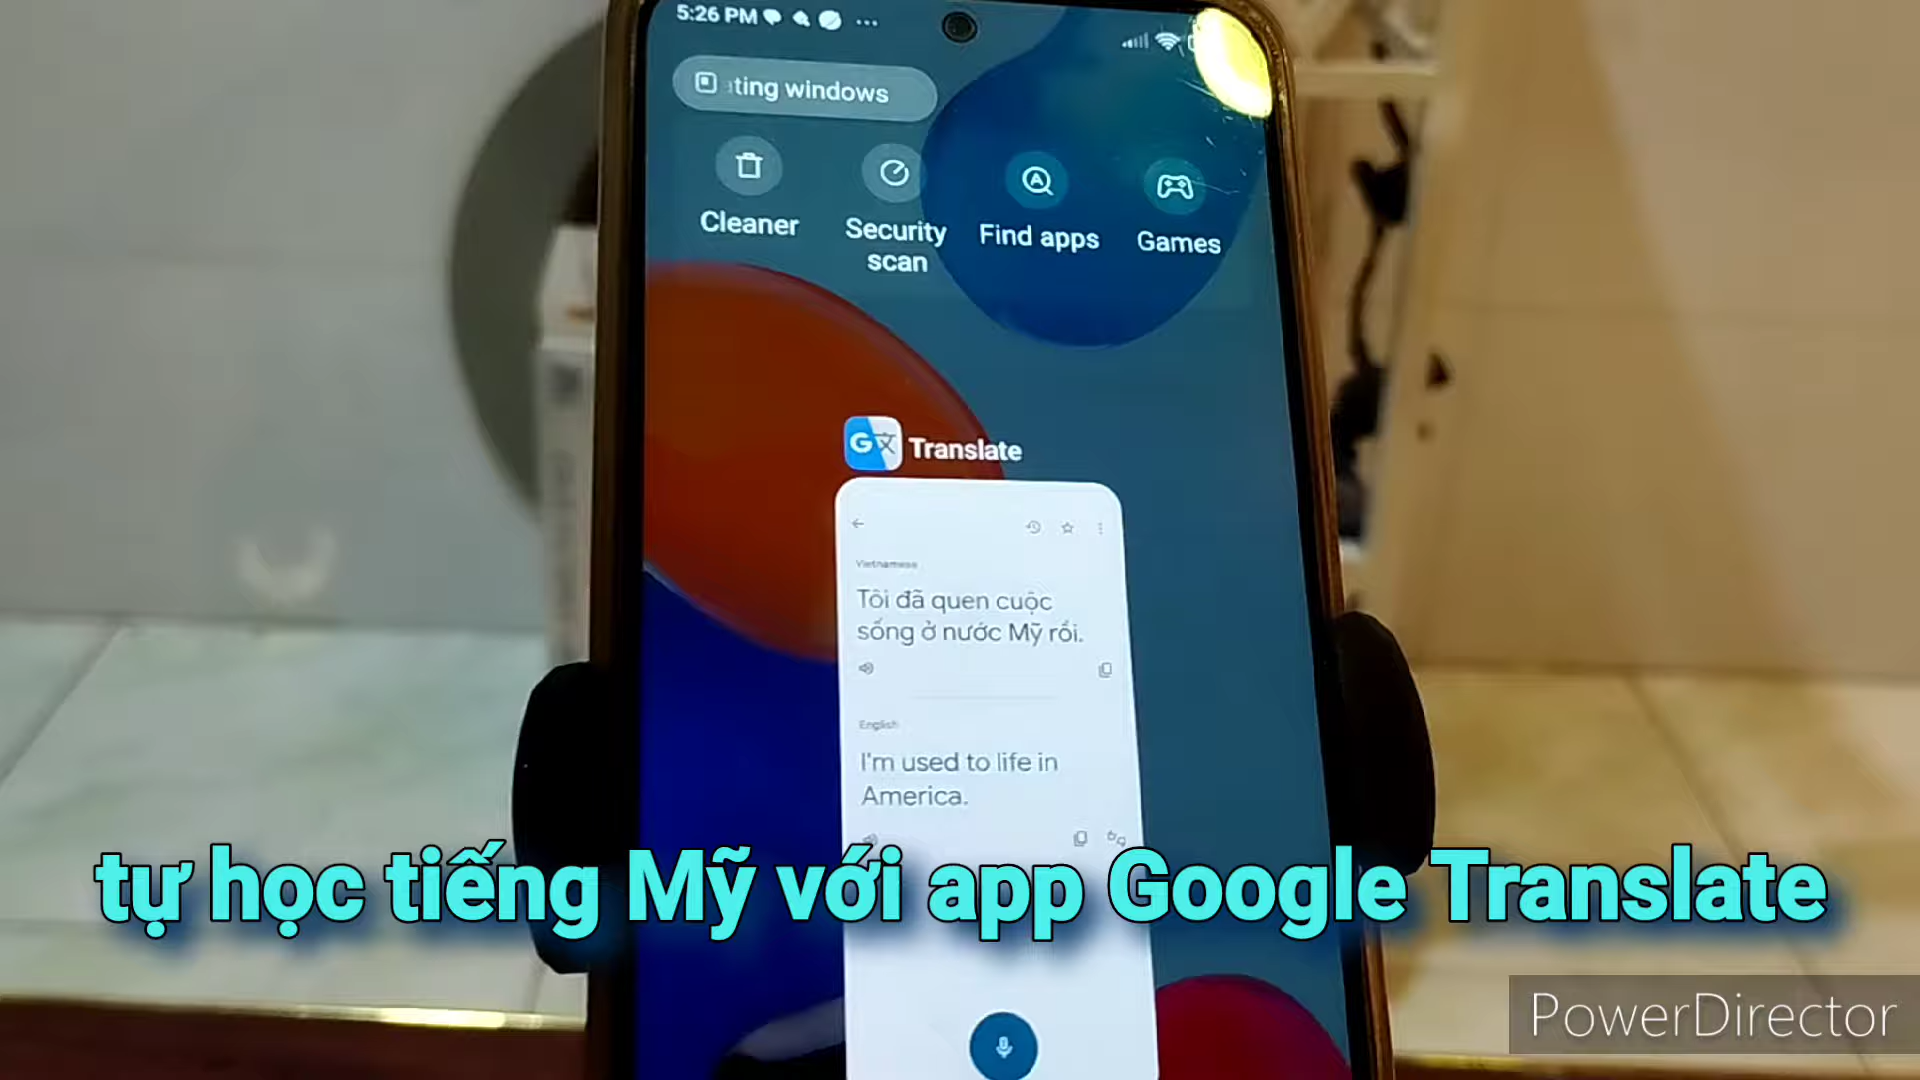 5:26 PM
ting windows
Cleaner
Security
scan
Find apps
Games
Translate
Vietnamese
Tôi đã quen cuộc
sống ở nước Mỹ rồi.
English
I'm used to life in
America.
tự học tiếng Mỹ với app Google Translate
PowerDirector